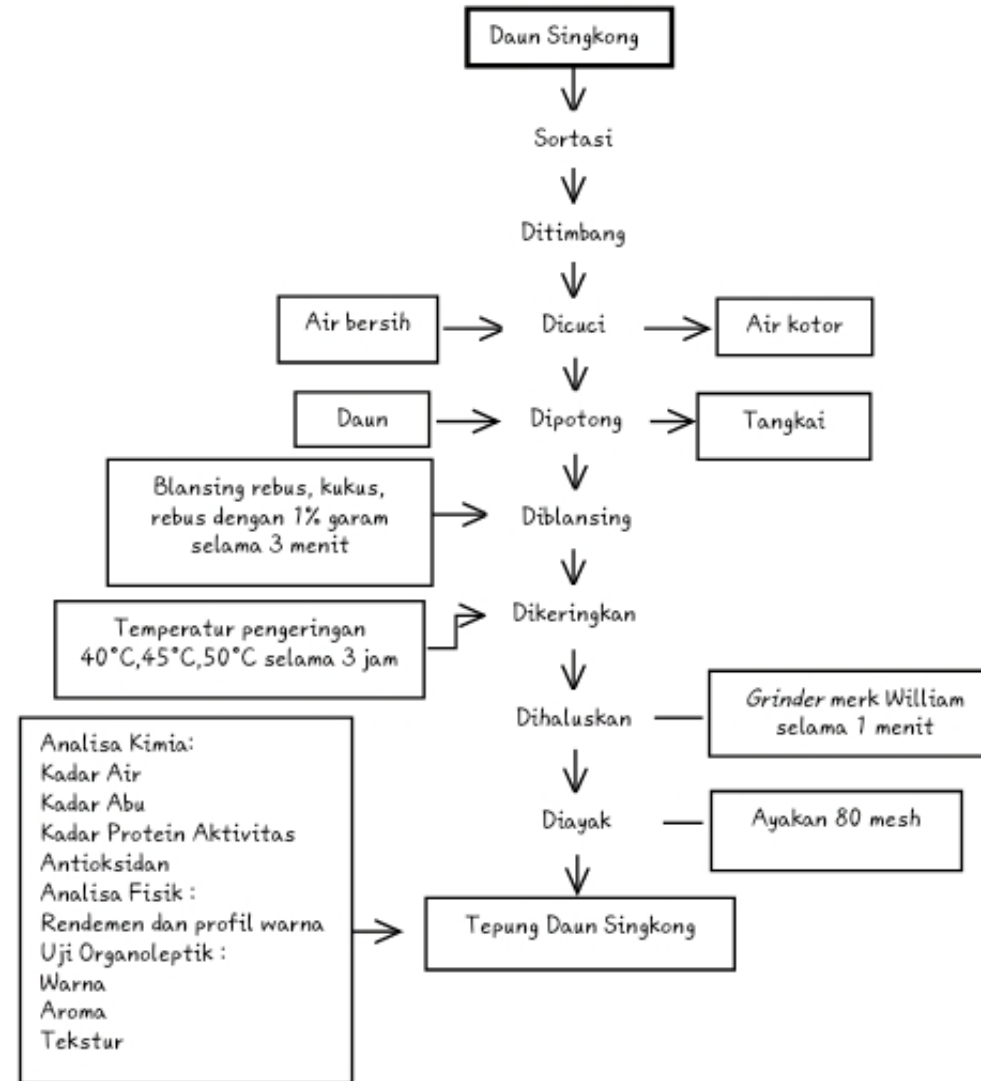 Daun Singkong
Sortasi
Ditimbang
Air bersih
Dicuci
Air kotor
Daun
Dipotong
Tangkai
Blansing rebus, kukus,
rebus dengan 1% garam
selama 3 menit
Diblansing
Temperatur pengeringan
40°C,45°C,50°C selama 3 jam
Dikeringkan
Dihaluskan
Grinder merk William
selama 1 menit
Diayak
Ayakan 80 mesh
Analisa Kimia:
Kadar Air
Kadar Abu
Kadar Protein Aktivitas
Antioksidan
Analisa Fisik :
Rendemen dan profil warna
Uji Organoleptik :
Warna
Aroma
Tekstur
Tepung Daun Singkong